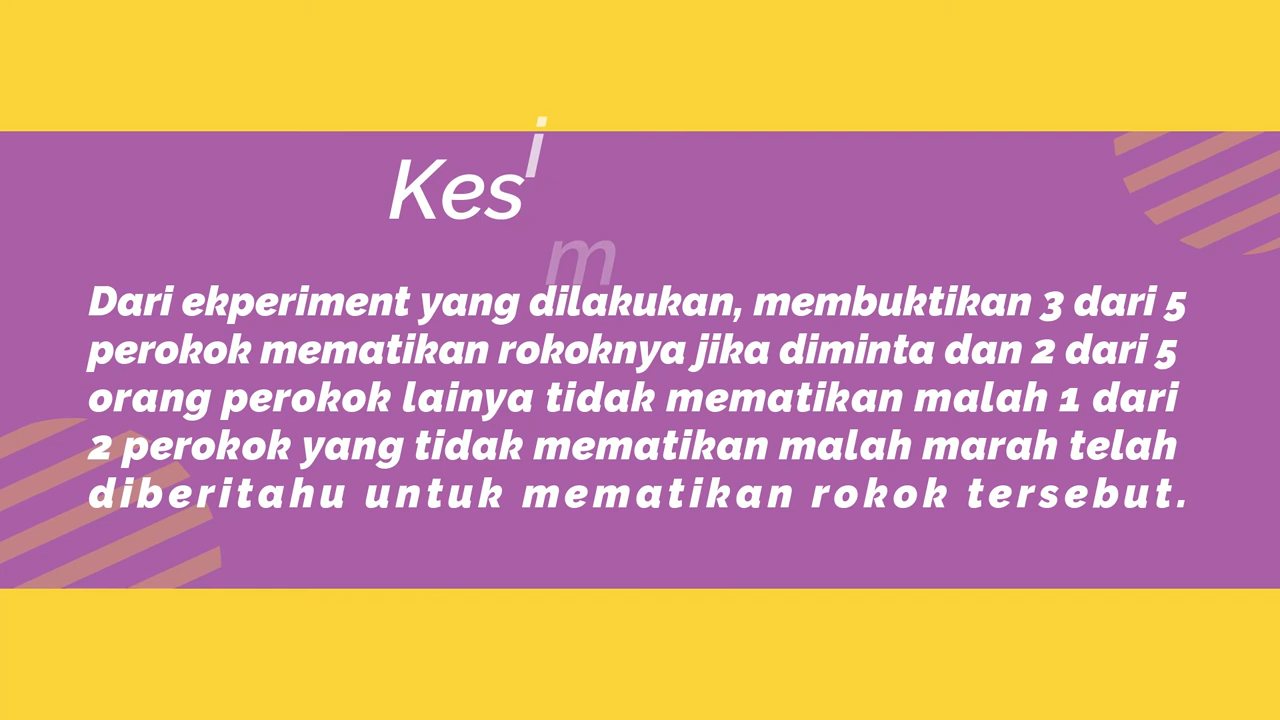 Kesim
Dari ekperiment yang dilakukan, membuktikan 3 dari 5
perokok mematikan rokoknya jika diminta dan 2 dari 5
orang perokok lainya tidak mematikan malah 1 dari
2 perokok yang tidak mematikan malah marah telah
diberitahu untuk mematikan rokok tersebut.